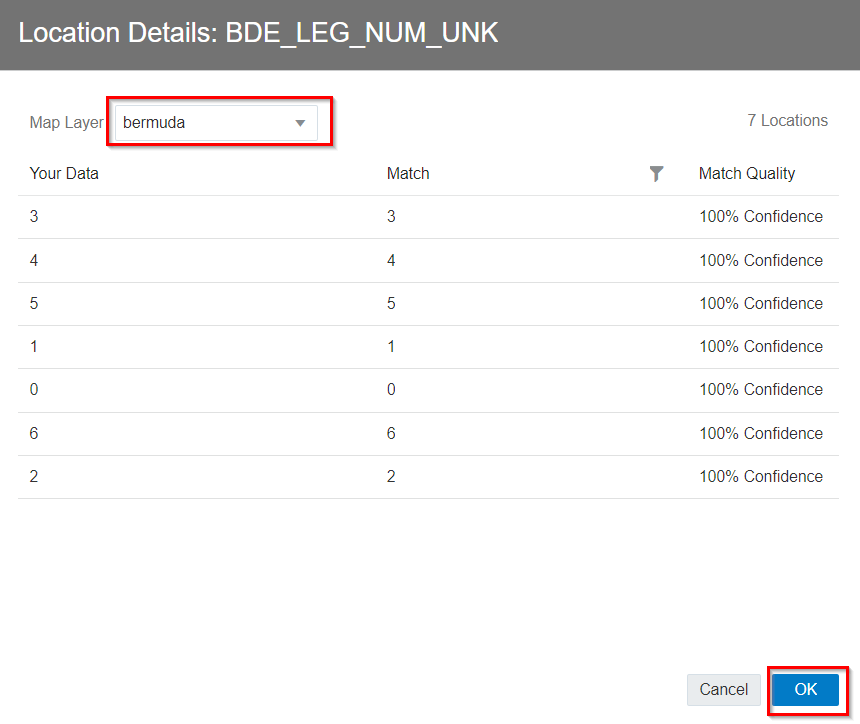 Location Details: BDE_LEG_NUM_UNK
Map Layer bermuda 7 Locations
Your Data Match Match Quality
3 3 100% Confidence
4 4 100% Confidence
5 5 100% Confidence
1 1 100% Confidence
0 0 100% Confidence
6 6 100% Confidence
2 2 100% Confidence
Cancel OK